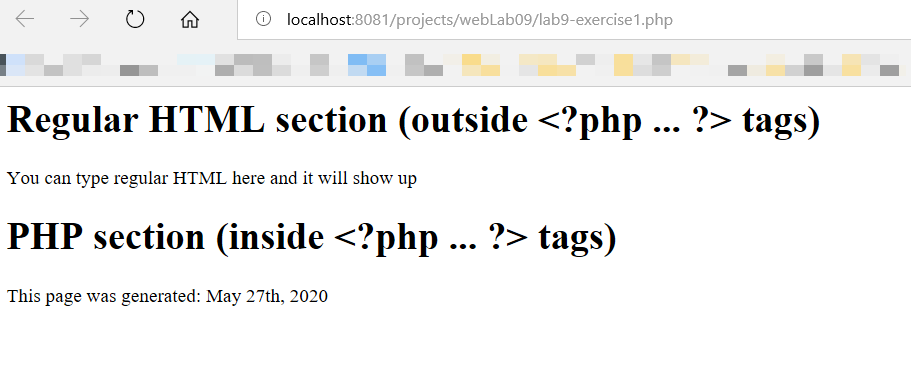 localhost:8081/projects/webLab09/lab9-exercise1.php
Regular HTML section (outside <?php ... ?> tags)
You can type regular HTML here and it will show up
PHP section (inside <?php ... ?> tags)
This page was generated: May 27th, 2020